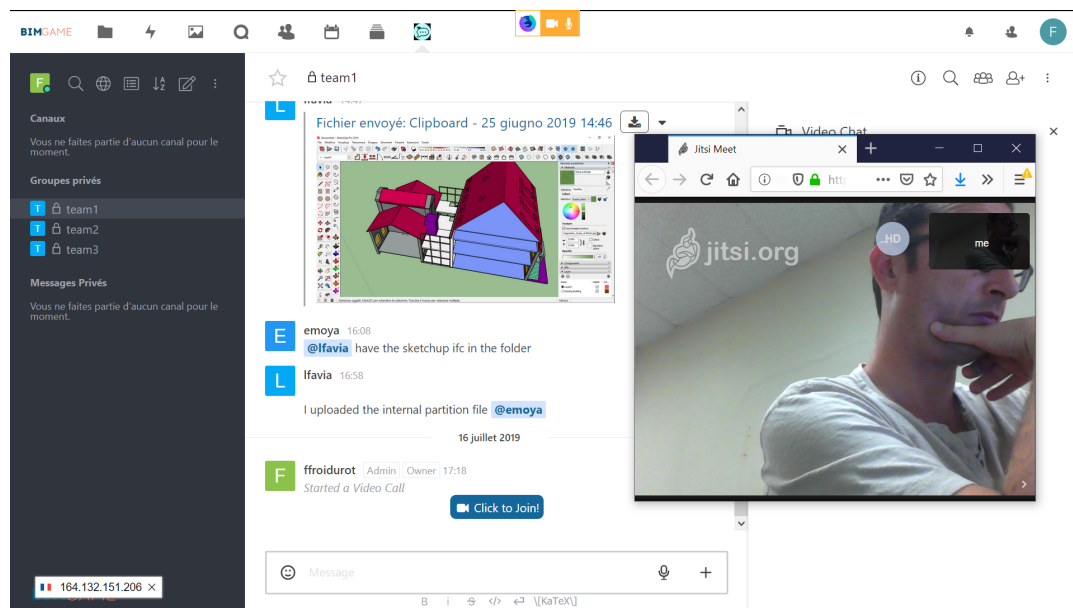 BIMGAME
F
F
team1
Canaux
Vous ne faites partie d'aucun canal pour le
moment.
Groupes privés
T team1
T team2
T team3
Messages Privés
Vous ne faites partie d'aucun canal pour le
moment.
164.132.151.206 ×
L lfavia 14:47
Fichier envoyé: Clipboard - 25 giugno 2019 14:46
E emoya 16:08
@lfavia have the sketchup ifc in the folder
L lfavia 16:58
I uploaded the internal partition file @emoya
16 juillet 2019
F ffroidurot Admin Owner 17:18
Started a Video Call
Click to Join!
Message
B i S </> \[KaTeX\]
Video Chat
Jitsi Meet
http
jitsi.org
HD
me